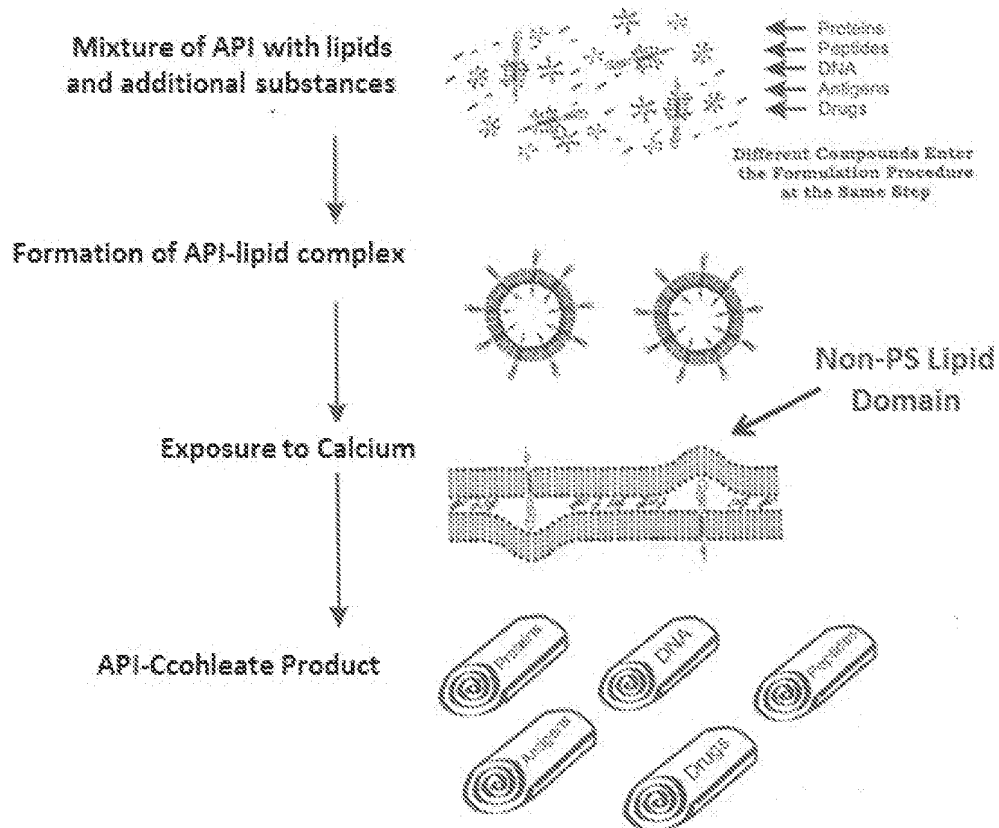 Mixture of API with lipids
and additional substances
Proteins
Peptides
DNA
Antigens
Drugs
Different Compounds Enter
the Formulation Procedure
at the Same Step
Formation of API-lipid complex
Non-PS Lipid
Domain
Exposure to Calcium
API-Ccohleate Product
Proteins
DNA
Peptides
Antigens
Drugs